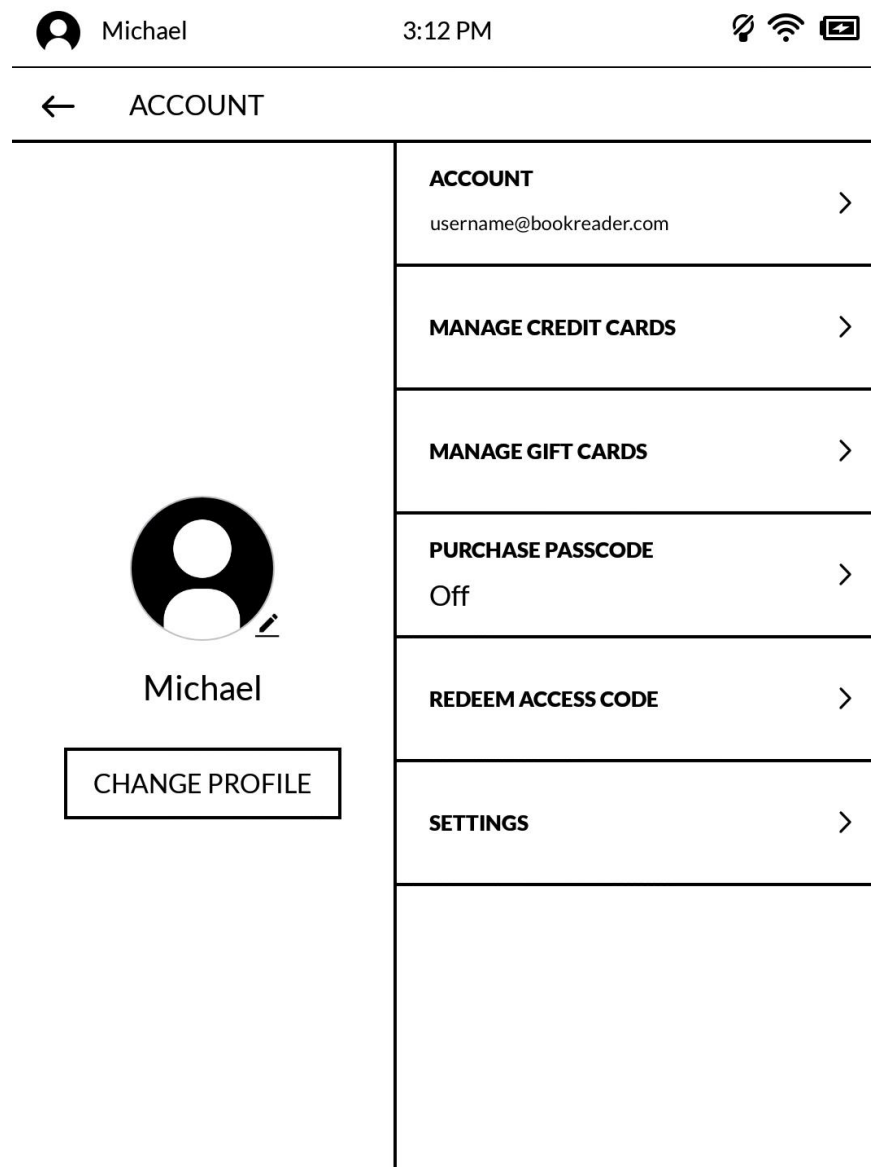 Michael
3:12 PM
ACCOUNT
Michael
CHANGE PROFILE
ACCOUNT
username@bookreader.com
MANAGE CREDIT CARDS
MANAGE GIFT CARDS
PURCHASE PASSCODE
Off
REDEEM ACCESS CODE
SETTINGS